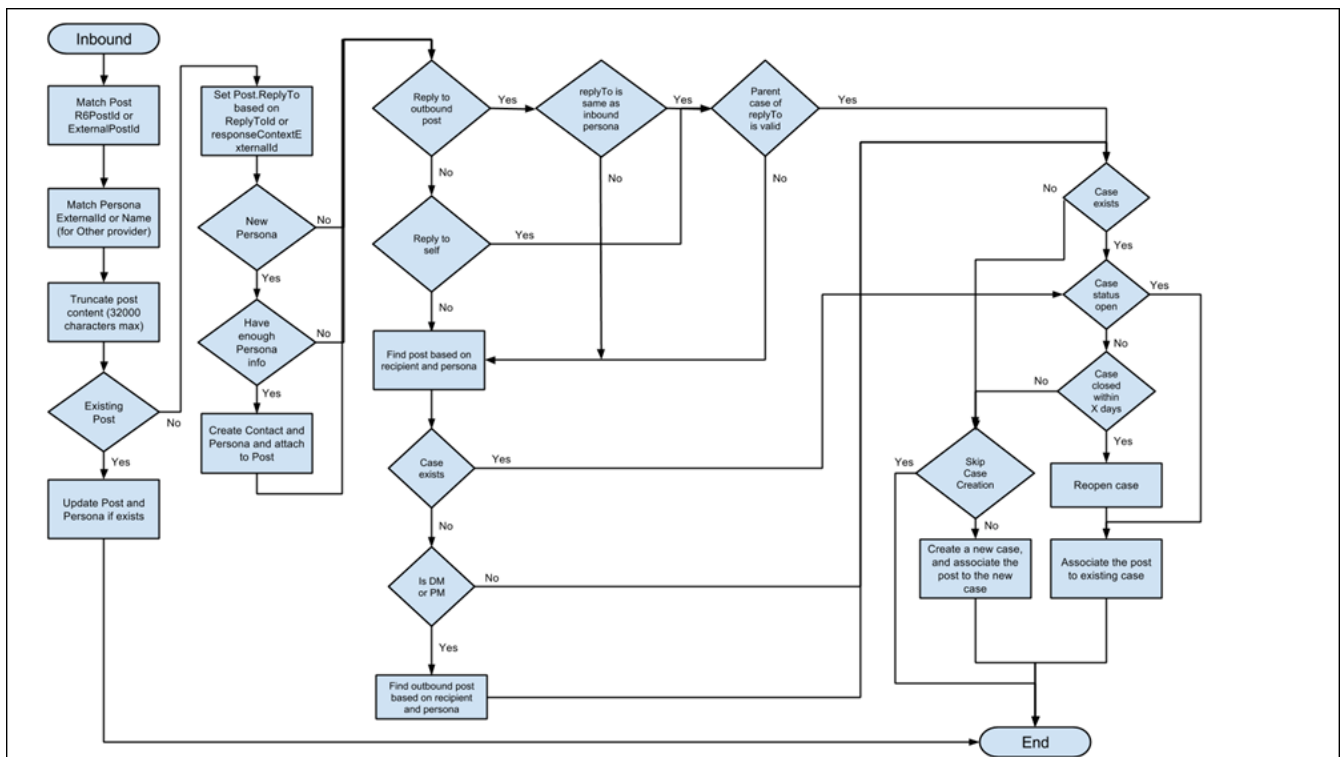 Inbound
Match Post
R6PostId or
ExternalPostId
Match Persona
ExternalId or Name
(for Other provider)
Truncate post
content (32000
characters max)
Existing
Post
No
Yes
Update Post and
Persona if exists
Set Post.ReplyTo
based on
ReplyToId or
responseContextE
xternalId
New
Persona
No
Yes
Have
enough
Persona
info
No
Yes
Create Contact and
Persona and attach
to Post
Reply to
outbound
post
Yes
No
Reply to
self
Yes
No
Find post based on
recipient and persona
Case
exists
Yes
No
Is DM
or PM
No
Yes
Find outbound post
based on recipient
and persona
replyTo is
same as
inbound
persona
Yes
No
Parent
case of
replyTo
is valid
Yes
No
Case
exists
No
Yes
Case
status
open
Yes
No
Case
closed
within
X days
No
Yes
Skip
Case
Creation
Yes
No
Reopen case
Create a new case,
and associate the
post to the new
case
Associate the post
to existing case
End